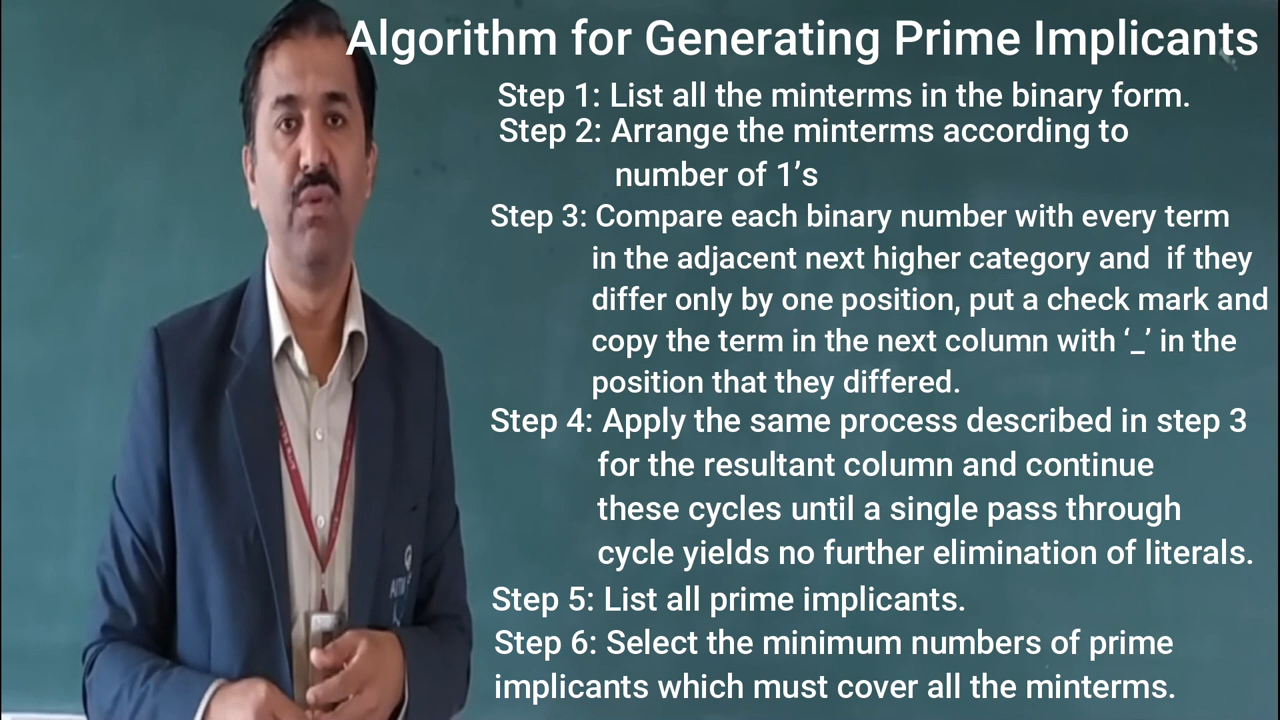 Algorithm for Generating Prime Implicants
Step 1: List all the minterms in the binary form.
Step 2: Arrange the minterms according to
number of 1’s
Step 3: Compare each binary number with every term
in the adjacent next higher category and if they
differ only by one position, put a check mark and
copy the term in the next column with ‘_’ in the
position that they differed.
Step 4: Apply the same process described in step 3
for the resultant column and continue
these cycles until a single pass through
cycle yields no further elimination of literals.
Step 5: List all prime implicants.
Step 6: Select the minimum numbers of prime
implicants which must cover all the minterms.